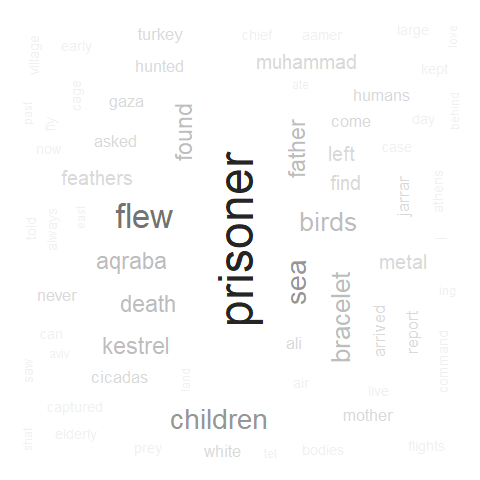 turkey
chief
aamer
large
love
village
early
hunted
muhammad
kept
ate
cage
gaza
humans
behind
past
fly
found
asked
come
day
father
now
left
case
feathers
find
jarrar
athens
told
always
east
flew
prisoner
birds
aqraba
sea
metal
never
death
bracelet
ing
arrived
report
can
kestrel
ali
aviv
saw
cicadas
land
air
live
command
captured
children
mother
shai
elderly
prey
white
tel
bodies
flights